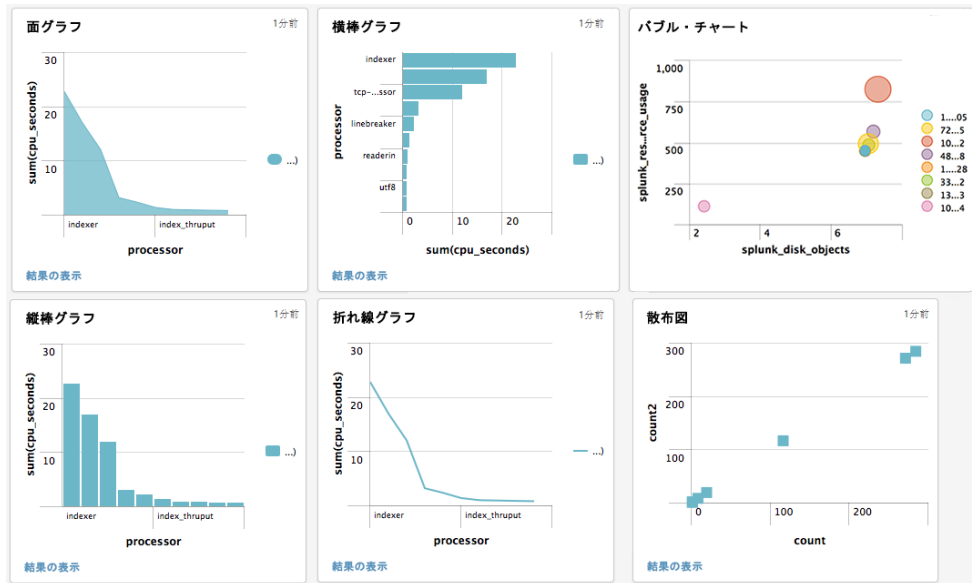 面グラフ
1分前
30
20
10
sum(cpu_seconds)
indexer
index_thruput
processor
...)
結果の表示
横棒グラフ
1分前
indexer
tcp-...ssor
linebreaker
readerin
utf8
processor
0
10
20
sum(cpu_seconds)
...)
結果の表示
バブル・チャート
1,000
750
500
250
splunk_res...rce_usage
2
4
6
splunk_disk_objects
1....05
72...5
10...2
48...8
1....28
33...2
13...3
10...4
縦棒グラフ
1分前
30
20
10
sum(cpu_seconds)
indexer
index_thruput
processor
...)
結果の表示
折れ線グラフ
1分前
30
20
10
sum(cpu_seconds)
indexer
index_thruput
processor
...)
結果の表示
散布図
1分前
300
200
100
count2
0
100
200
count
結果の表示